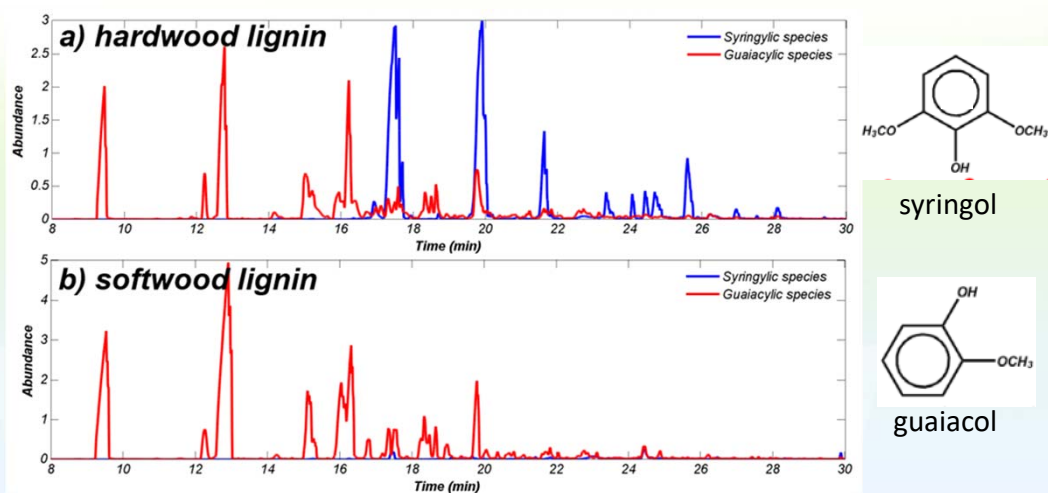 a) hardwood lignin
Syringylic species
Guaiacylic species
Abundance
3
2.5
2
1.5
1
0.5
0
8 10 12 14 16 18 20 22 24 26 28 30
Time (min)
H₃CO
OCH₃
OH
syringol
b) softwood lignin
Syringylic species
Guaiacylic species
Abundance
5
4
3
2
1
0
8 10 12 14 16 18 20 22 24 26 28 30
Time (min)
OH
OCH₃
guaiacol